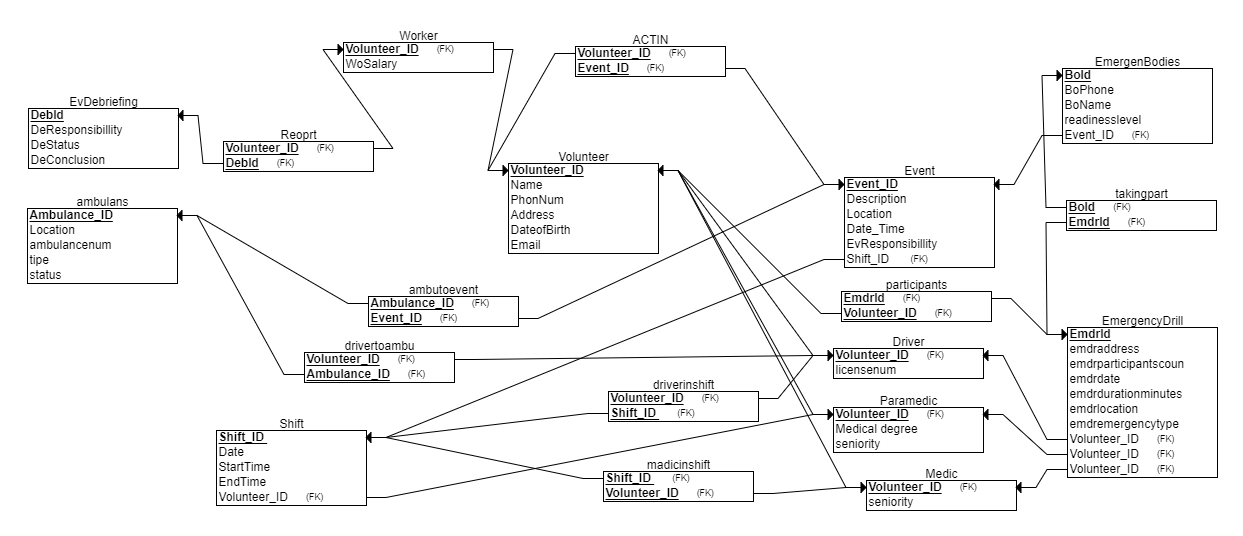 Worker
Volunteer_ID (FK)
WoSalary
ACTIN
Volunteer_ID (FK)
Event_ID (FK)
EmergenBodies
BoId
BoPhone
BoName
readinesslevel
Event_ID (FK)
EvDebriefing
DebId
DeResponsibillity
DeStatus
DeConclusion
Reoprt
Volunteer_ID (FK)
DebId (FK)
Volunteer
Volunteer_ID
Name
PhonNum
Address
DateofBirth
Email
Event
Event_ID
Description
Location
Date_Time
EvResponsibillity
Shift_ID (FK)
takingpart
BoId (FK)
EmdrId (FK)
ambulans
Ambulance_ID
Location
ambulancenum
tipe
status
ambutoevent
Ambulance_ID (FK)
Event_ID (FK)
participants
EmdrId (FK)
Volunteer_ID (FK)
EmergencyDrill
EmdrId
emdraddress
emdrparticipantscoun
emdrdate
emdrdurationminutes
emdrlocation
emdremergencytype
Volunteer_ID (FK)
Volunteer_ID (FK)
Volunteer_ID (FK)
drivertoambu
Volunteer_ID (FK)
Ambulance_ID (FK)
Driver
Volunteer_ID (FK)
licensenum
driverinshift
Volunteer_ID (FK)
Shift_ID (FK)
Paramedic
Volunteer_ID (FK)
Medical degree
seniority
Shift
Shift_ID
Date
StartTime
EndTime
Volunteer_ID (FK)
madicinshift
Shift_ID (FK)
Volunteer_ID (FK)
Medic
Volunteer_ID (FK)
seniority